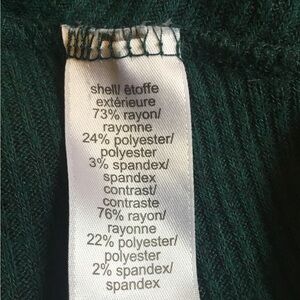 shell/ étoffe
extérieure
73% rayon/
rayonne
24% polyester/
polyester
3% spandex/
spandex
contrast/
contraste
76% rayon/
rayonne
22% polyester/
polyester
2% spandex/
spandex